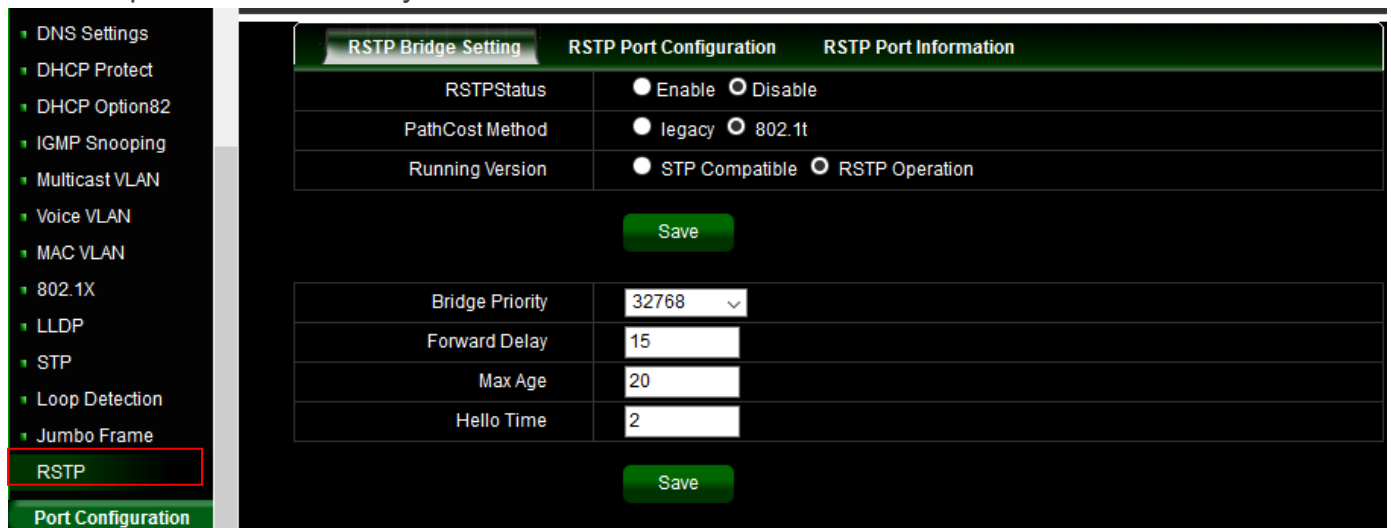 DNS Settings
DHCP Protect
DHCP Option82
IGMP Snooping
Multicast VLAN
Voice VLAN
MAC VLAN
802.1X
LLDP
STP
Loop Detection
Jumbo Frame
RSTP
Port Configuration
RSTP Bridge Setting RSTP Port Configuration RSTP Port Information
RSTPStatus Enable Disable
PathCost Method legacy 802.1t
Running Version STP Compatible RSTP Operation
Save
Bridge Priority 32768
Forward Delay 15
Max Age 20
Hello Time 2
Save